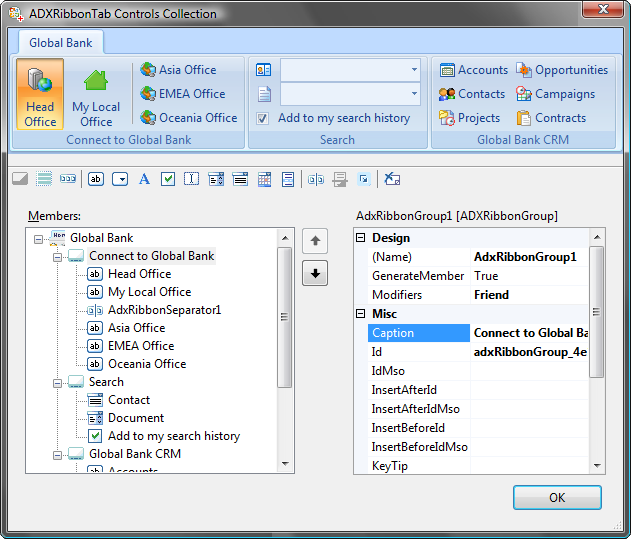 ADXRibbonTab Controls Collection
Global Bank
Head Office
My Local Office
Asia Office
EMEA Office
Oceania Office
Connect to Global Bank
Add to my search history
Search
Accounts
Opportunities
Contacts
Campaigns
Projects
Contracts
Global Bank CRM
Members:
Global Bank
Connect to Global Bank
Head Office
My Local Office
AdxRibbonSeparator1
Asia Office
EMEA Office
Oceania Office
Search
Contact
Document
Add to my search history
Global Bank CRM
Accounts
AdxRibbonGroup1 [ADXRibbonGroup]
Design
(Name) AdxRibbonGroup1
GenerateMember True
Modifiers Friend
Misc
Caption Connect to Global Ba
Id adxRibbonGroup_4e
IdMso
InsertAfterId
InsertAfterIdMso
InsertBeforeId
InsertBeforeIdMso
KeyTip
OK